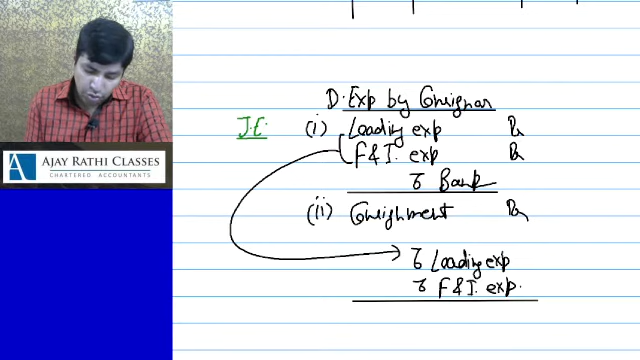 D. Exp by Consignor
J.E. (i) Loading exp Dr
F & I. exp Dr
To Bank
(ii) Consignment Dr
To Loading exp
To F & I. exp.
A AJAY RATHI CLASSES
CHARTERED ACCOUNTANTS